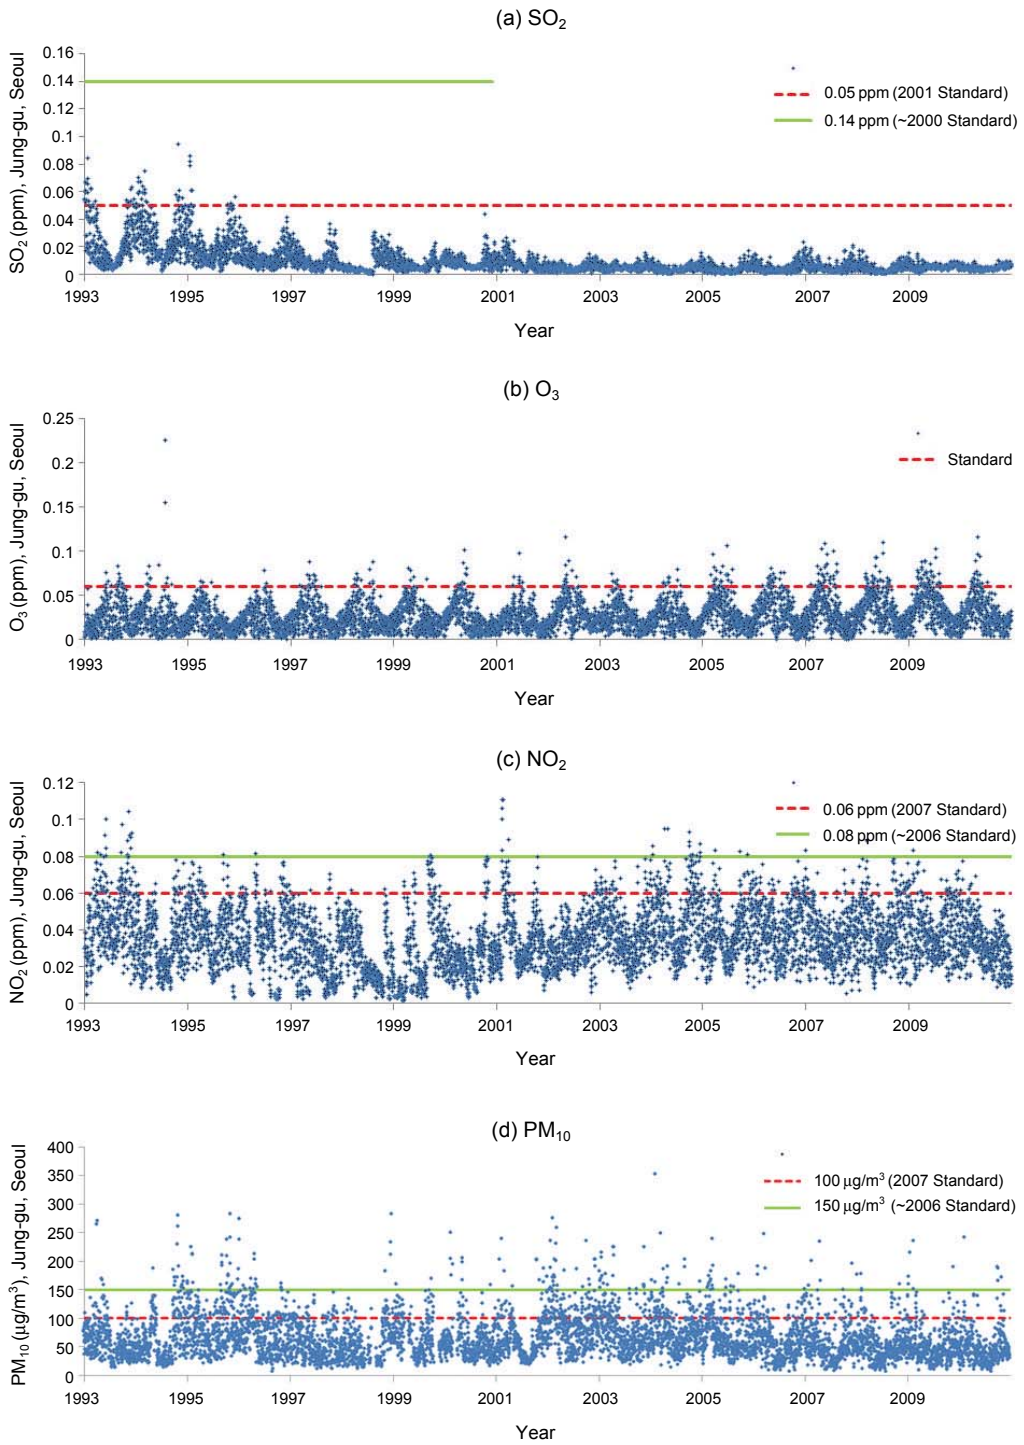 (a) SO2
SO2 (ppm), Jung-gu, Seoul
0.16
0.14
0.12
0.1
0.08
0.06
0.04
0.02
0
0.05 ppm (2001 Standard)
0.14 ppm (~2000 Standard)
1993 1995 1997 1999 2001 2003 2005 2007 2009
Year
(b) O3
O3 (ppm), Jung-gu, Seoul
0.25
0.2
0.15
0.1
0.05
0
Standard
1993 1995 1997 1999 2001 2003 2005 2007 2009
Year
(c) NO2
NO2 (ppm), Jung-gu, Seoul
0.12
0.1
0.08
0.06
0.04
0.02
0
0.06 ppm (2007 Standard)
0.08 ppm (~2006 Standard)
1993 1995 1997 1999 2001 2003 2005 2007 2009
Year
(d) PM10
PM10 (μg/m3), Jung-gu, Seoul
400
350
300
250
200
150
100
50
0
100 μg/m3 (2007 Standard)
150 μg/m3 (~2006 Standard)
1993 1995 1997 1999 2001 2003 2005 2007 2009
Year